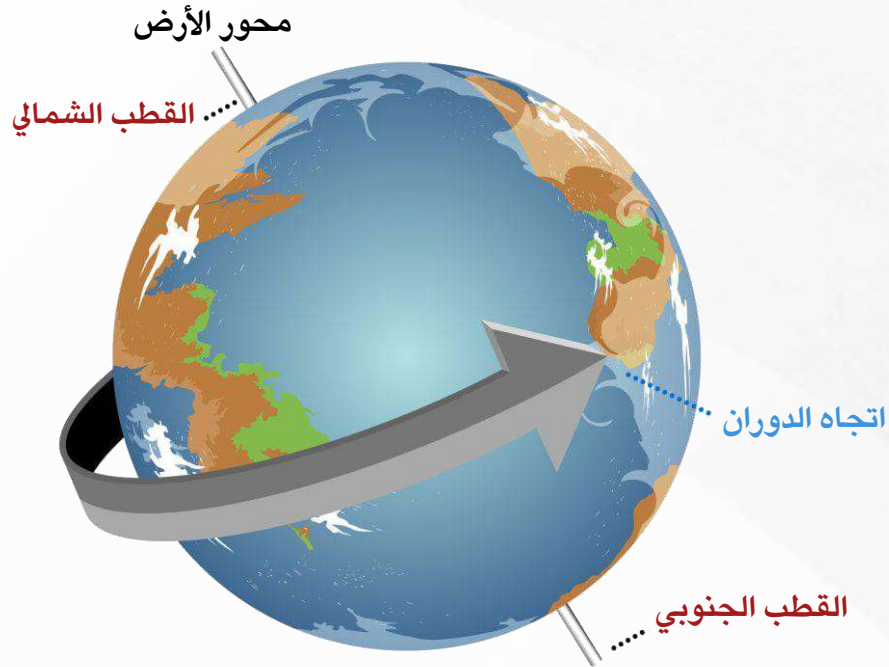 محور الأرض
القطب الشمالي
اتجاه الدوران
القطب الجنوبي